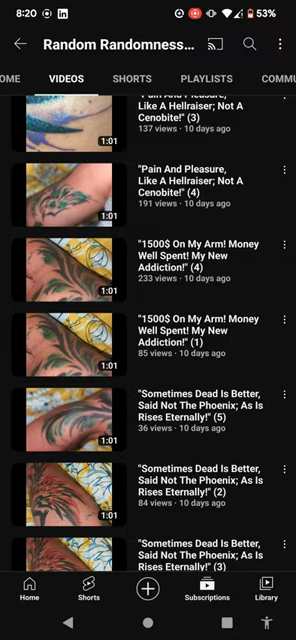 8:20
53%
Random Randomness...
OME VIDEOS SHORTS PLAYLISTS COMMU
"Pain And Pleasure,
Like A Hellraiser; Not A
Cenobite!" (3)
137 views · 10 days ago
1:01
"Pain And Pleasure,
Like A Hellraiser; Not A
Cenobite!" (4)
191 views · 10 days ago
1:01
"1500$ On My Arm! Money
Well Spent! My New
Addiction!" (4)
233 views · 10 days ago
1:01
"1500$ On My Arm! Money
Well Spent! My New
Addiction!" (1)
85 views · 10 days ago
1:01
"Sometimes Dead Is Better,
Said Not The Phoenix; As Is
Rises Eternally!" (5)
36 views · 10 days ago
1:01
"Sometimes Dead Is Better,
Said Not The Phoenix; As Is
Rises Eternally!" (2)
84 views · 10 days ago
1:01
"Sometimes Dead Is Better,
Said Not The Phoenix; As Is
Rises Eternally!" (3)
Home Shorts Subscriptions Library